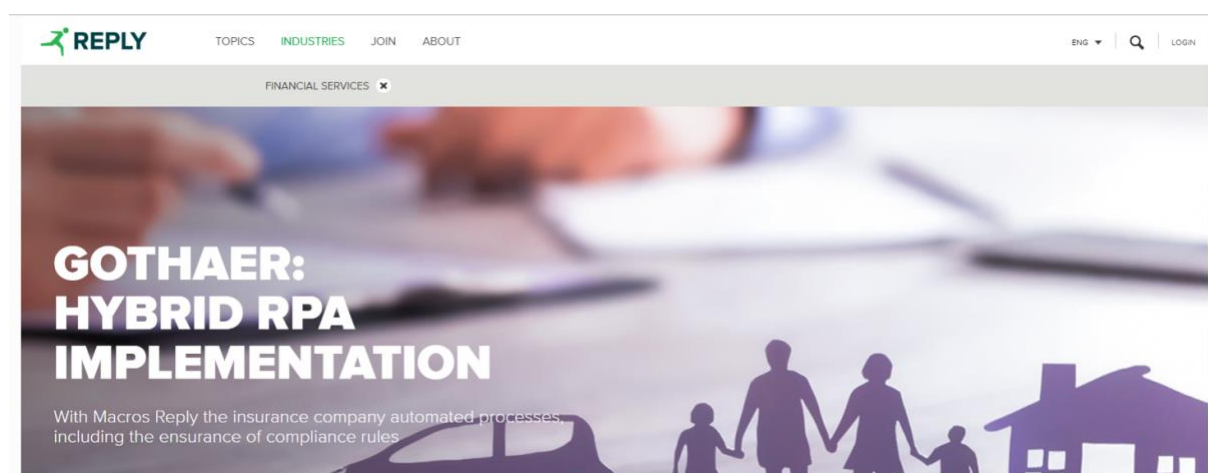 REPLY
TOPICS INDUSTRIES JOIN ABOUT
ENG LOGIN
FINANCIAL SERVICES
GOTHAER:
HYBRID RPA
IMPLEMENTATION
With Macros Reply the insurance company automated processes,
including the ensurance of compliance rules